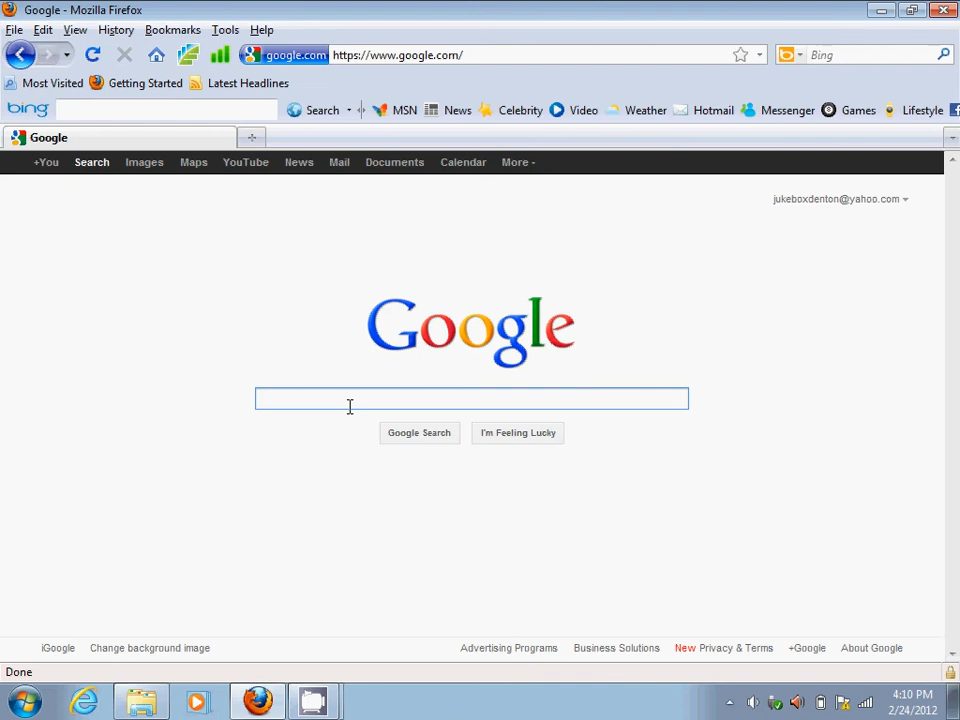 Google - Mozilla Firefox
File Edit View History Bookmarks Tools Help
google.com https://www.google.com/ Bing
Most Visited Getting Started Latest Headlines
bing Search MSN News Celebrity Video Weather Hotmail Messenger Games Lifestyle
Google
+You Search Images Maps YouTube News Mail Documents Calendar More
jukeboxdenton@yahoo.com
Google
Google Search I'm Feeling Lucky
iGoogle Change background image Advertising Programs Business Solutions New Privacy & Terms +Google About Google
Done
4:10 PM
2/24/2012